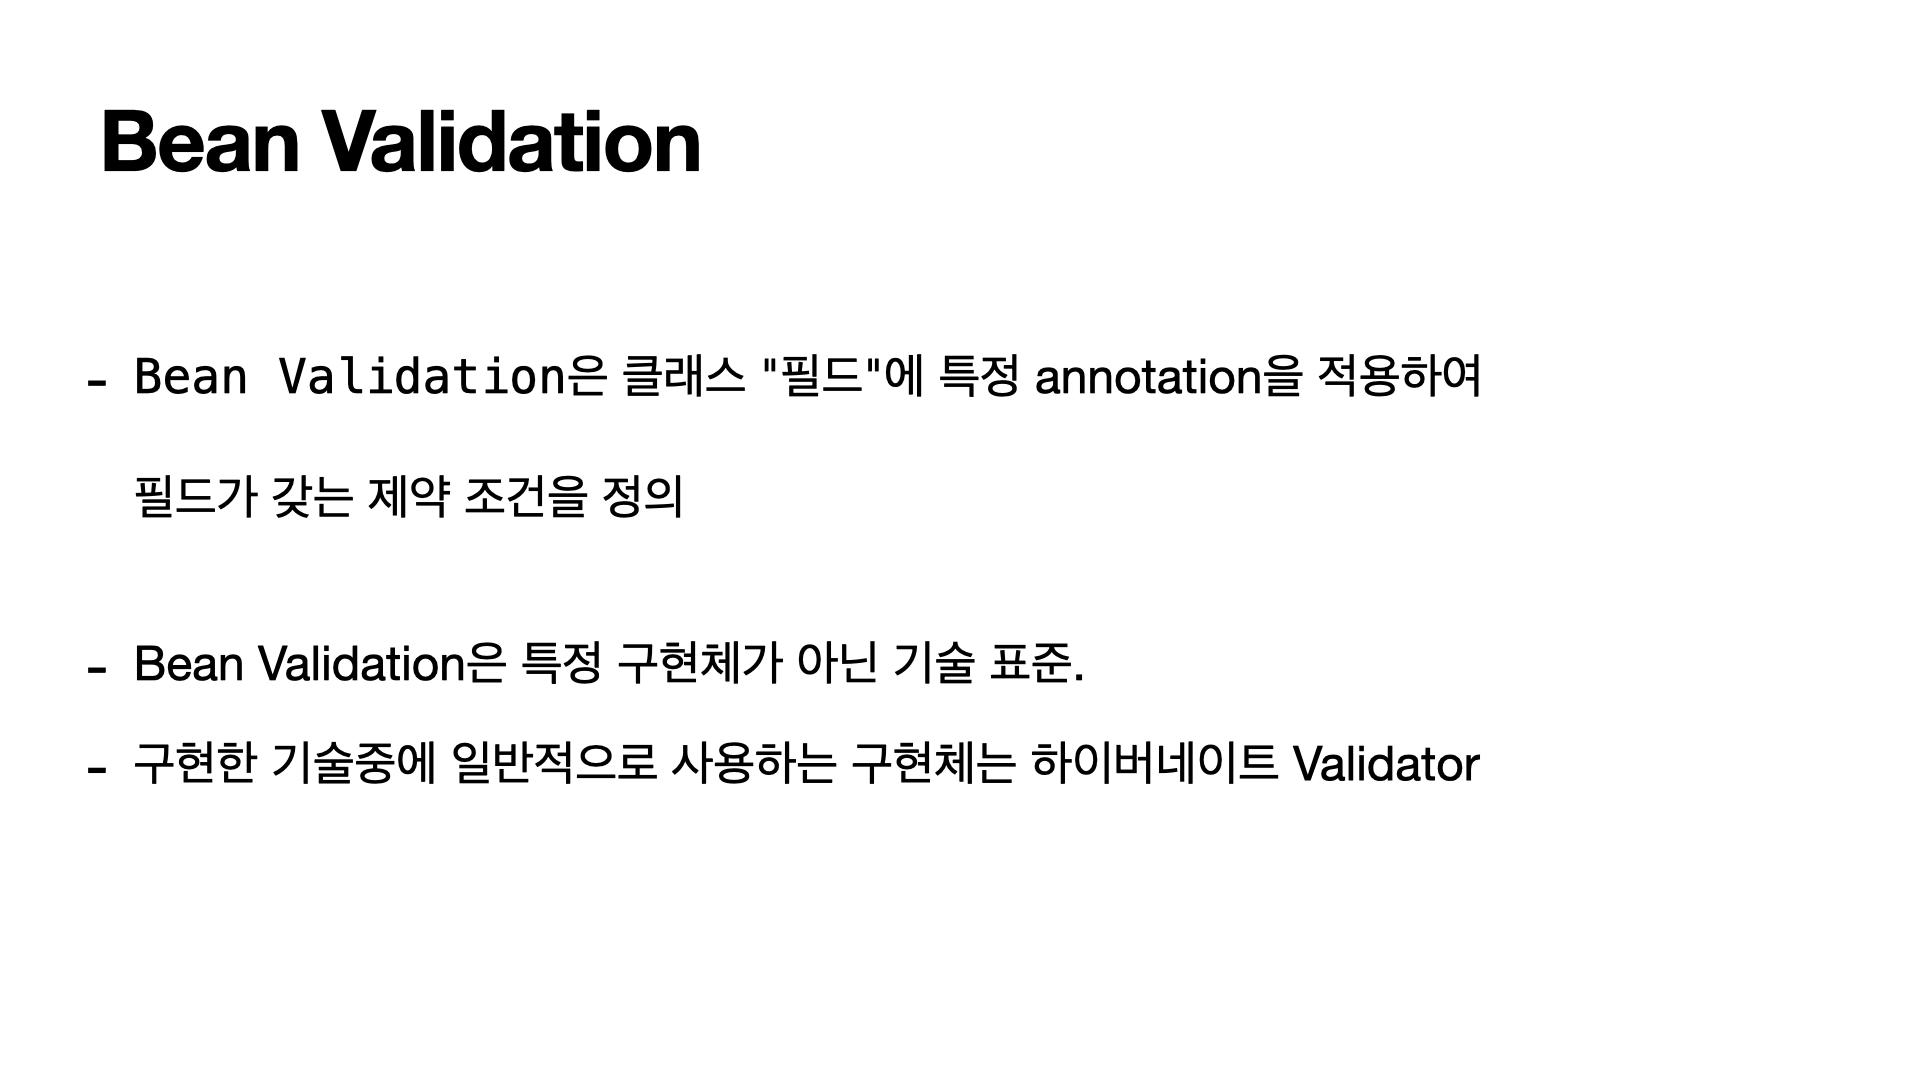 Bean Validation
- Bean Validation은 클래스 "필드"에 특정 annotation을 적용하여
필드가 갖는 제약 조건을 정의
- Bean Validation은 특정 구현체가 아닌 기술 표준.
- 구현한 기술중에 일반적으로 사용하는 구현체는 하이버네이트 Validator